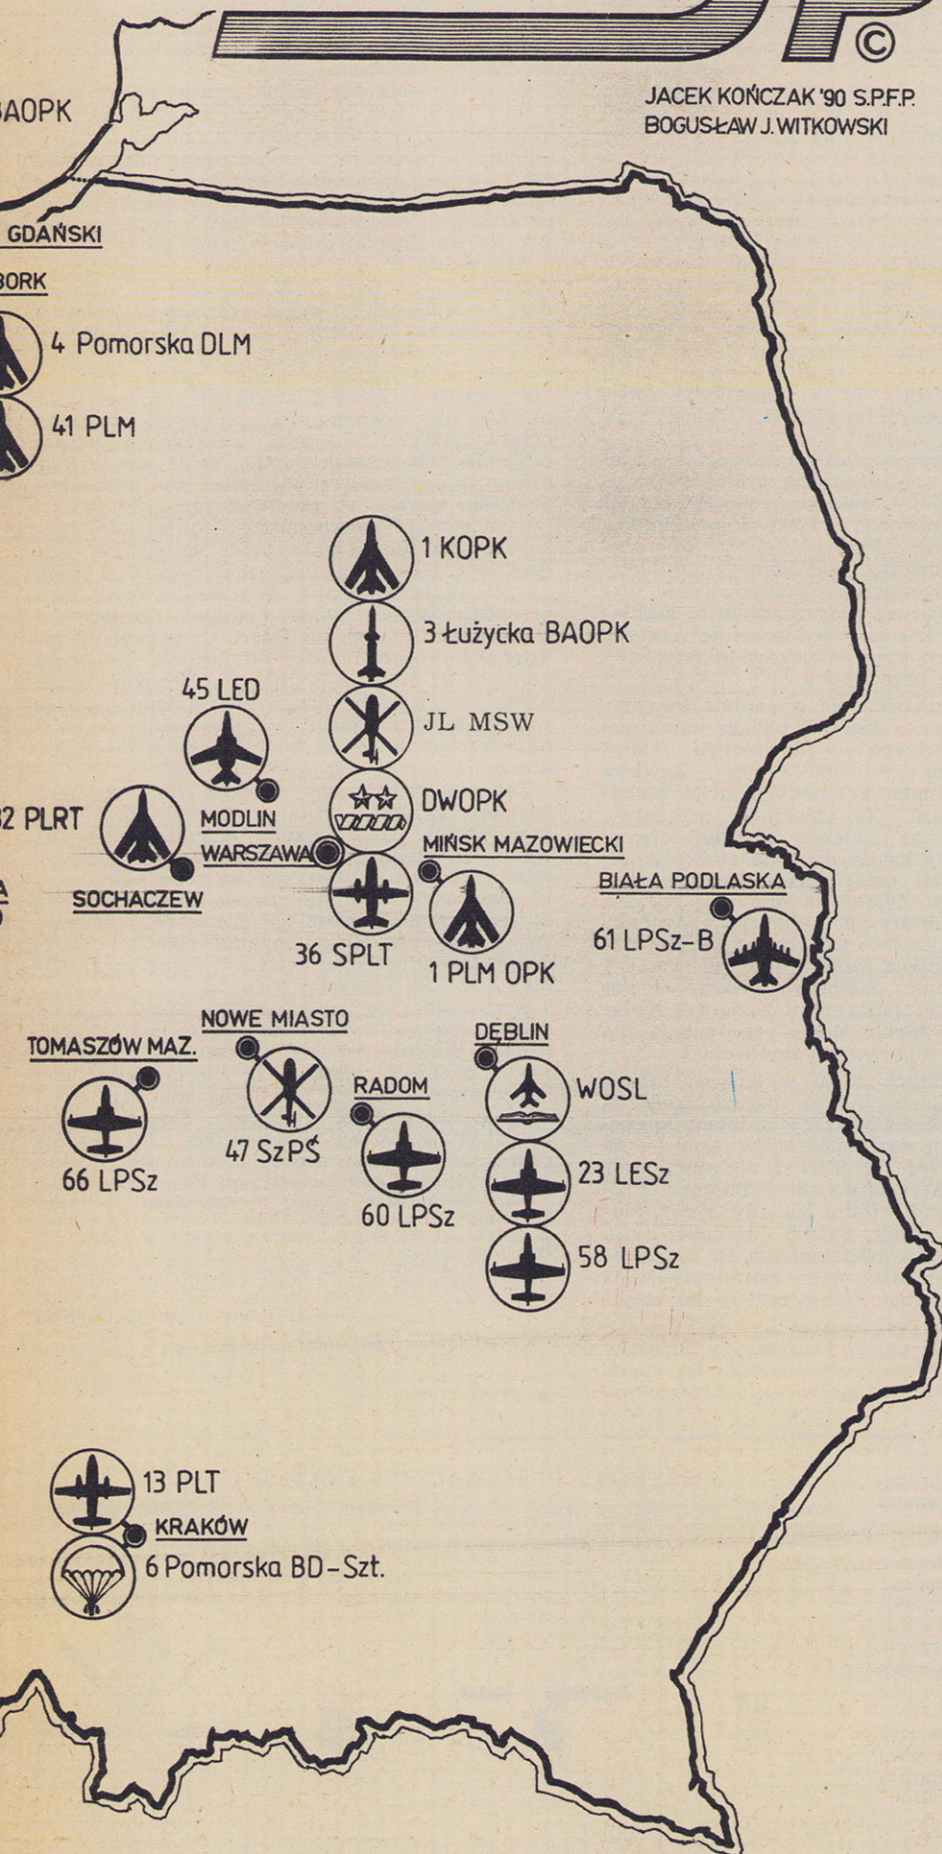 ©
JACEK KOŃCZAK '90 S.P.F.P.
BOGUSŁAW J. WITKOWSKI
BAOPK
GDAŃSKI
BORK
4 Pomorska DLM
41 PLM
1 KOPK
3 Łużycka BAOPK
45 LED
JL MSW
DWOPK
32 PLRT
MODLIN
WARSZAWA
MIŃSK MAZOWIECKI
SOCHACZEW
BIAŁA PODLASKA
36 SPLT
1 PLM OPK
61 LPSz-B
NOWE MIASTO
TOMASZÓW MAZ.
DĘBLIN
RADOM
WOSL
47 SzPŚ
66 LPSz
23 LESz
60 LPSz
58 LPSz
13 PLT
KRAKÓW
6 Pomorska BD-Szt.